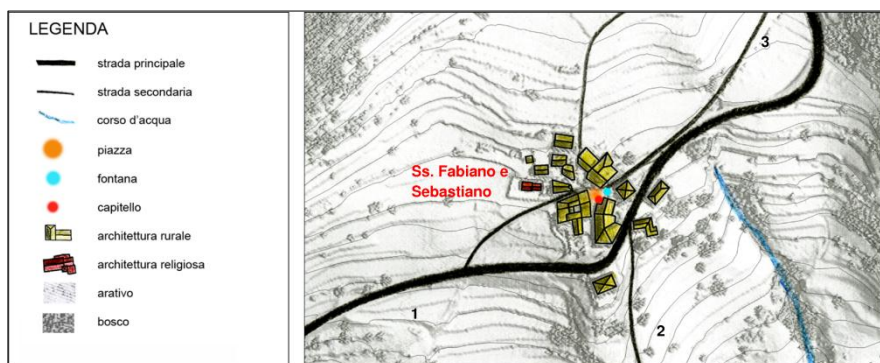 LEGENDA
strada principale
strada secondaria
corso d'acqua
piazza
fontana
capitello
architettura rurale
architettura religiosa
arativo
bosco
3
Ss. Fabiano e
Sebastiano
1
2